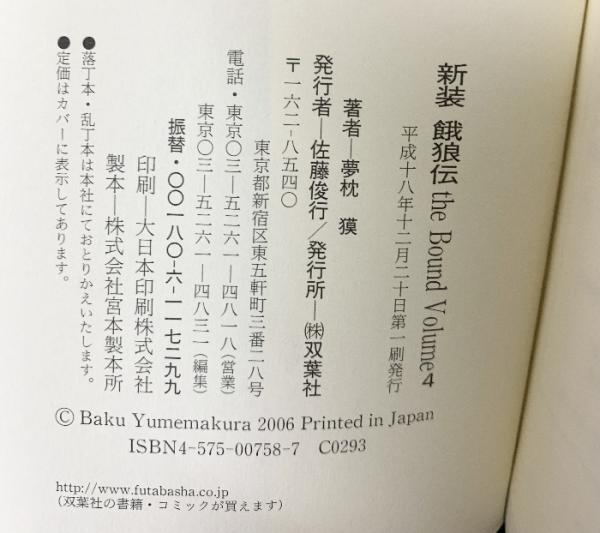 新装 餓狼伝 the Bound Volume 4
平成十八年十二月二十日第一刷発行
著者―夢枕 獏
発行者―佐藤俊行／発行所―㈱双葉社
〒一六二-八五四〇
東京都新宿区東五軒町三番二八号
電話・東京〇三―五二六一―四八一八（営業）
東京〇三―五二六一―四八三一（編集）
振替・〇〇一八〇-六-一一七二九九
印刷―大日本印刷株式会社
製本―株式会社宮本製本所
●落丁本・乱丁本は本社にておとりかえいたします。
●定価はカバーに表示してあります。
© Baku Yumemakura 2006 Printed in Japan
ISBN4-575-00758-7 C0293
http://www.futabasha.co.jp
（双葉社の書籍・コミックが買えます）